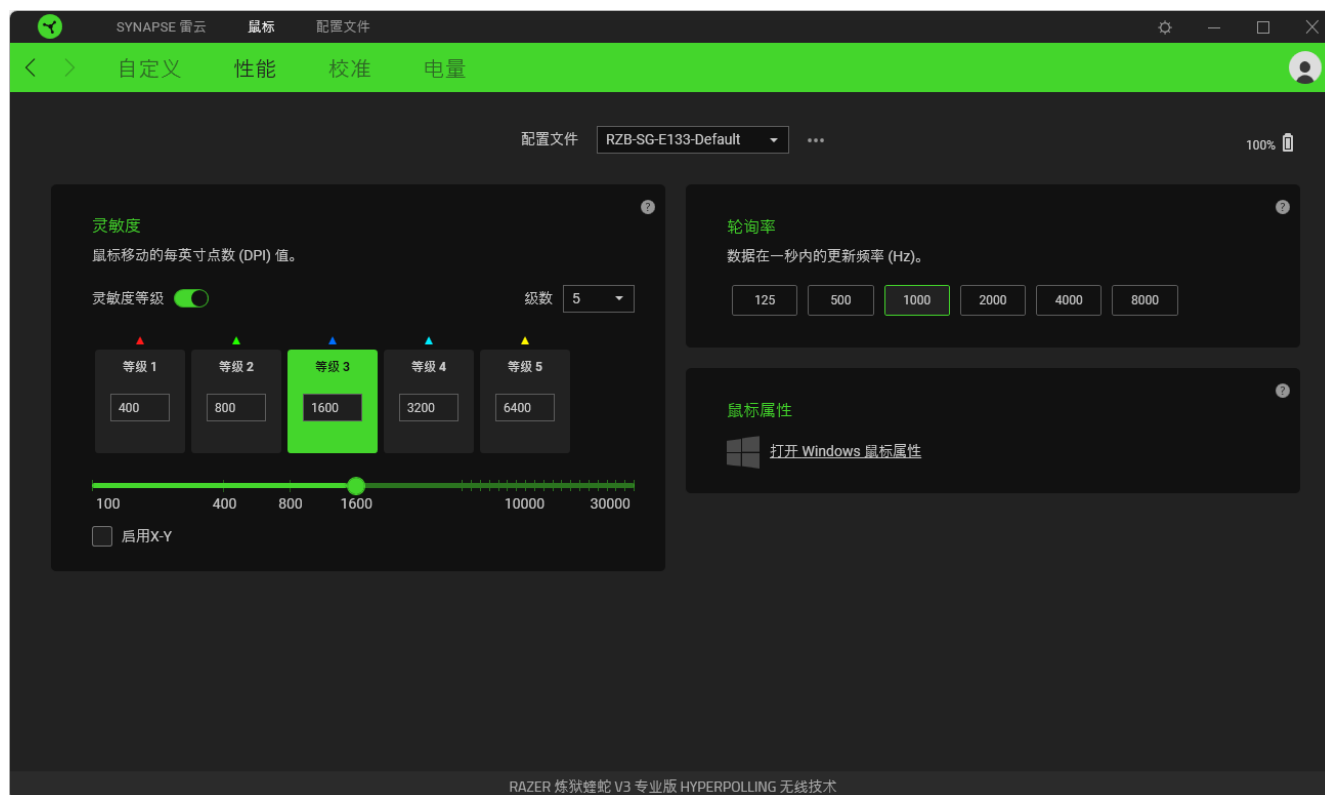 SYNAPSE 雷云 鼠标 配置文件
自定义 性能 校准 电量
配置文件 RZB-SG-E133-Default
100%
灵敏度
鼠标移动的每英寸点数 (DPI) 值。
灵敏度等级 级数 5
等级 1 等级 2 等级 3 等级 4 等级 5
400 800 1600 3200 6400
100 400 800 1600 10000 30000
启用X-Y
轮询率
数据在一秒内的更新频率 (Hz)。
125 500 1000 2000 4000 8000
鼠标属性
打开 Windows 鼠标属性
RAZER 炼狱蝰蛇 V3 专业版 HYPERPOLLING 无线技术